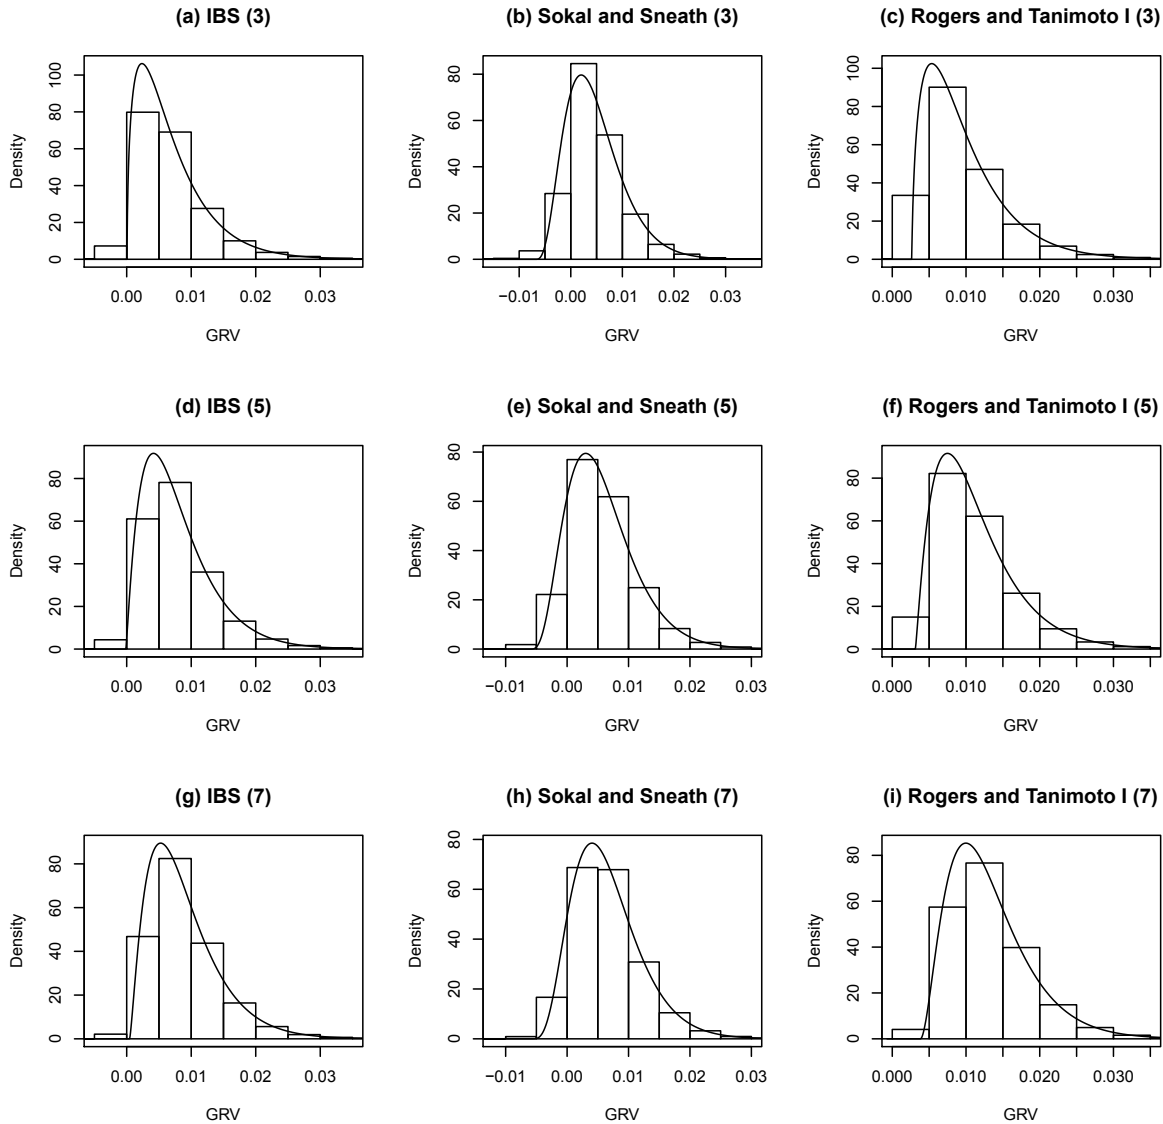 (a) IBS (3)
Density
0 20 40 60 80 100
0.00 0.01 0.02 0.03
GRV
(b) Sokal and Sneath (3)
Density
0 20 40 60 80
−0.01 0.00 0.01 0.02 0.03
GRV
(c) Rogers and Tanimoto I (3)
Density
0 20 40 60 80 100
0.000 0.010 0.020 0.030
GRV
(d) IBS (5)
Density
0 20 40 60 80
0.00 0.01 0.02 0.03
GRV
(e) Sokal and Sneath (5)
Density
0 20 40 60 80
−0.01 0.00 0.01 0.02 0.03
GRV
(f) Rogers and Tanimoto I (5)
Density
0 20 40 60 80
0.000 0.010 0.020 0.030
GRV
(g) IBS (7)
Density
0 20 40 60 80
0.00 0.01 0.02 0.03
GRV
(h) Sokal and Sneath (7)
Density
0 20 40 60 80
−0.01 0.00 0.01 0.02 0.03
GRV
(i) Rogers and Tanimoto I (7)
Density
0 20 40 60 80
0.000 0.010 0.020 0.030
GRV